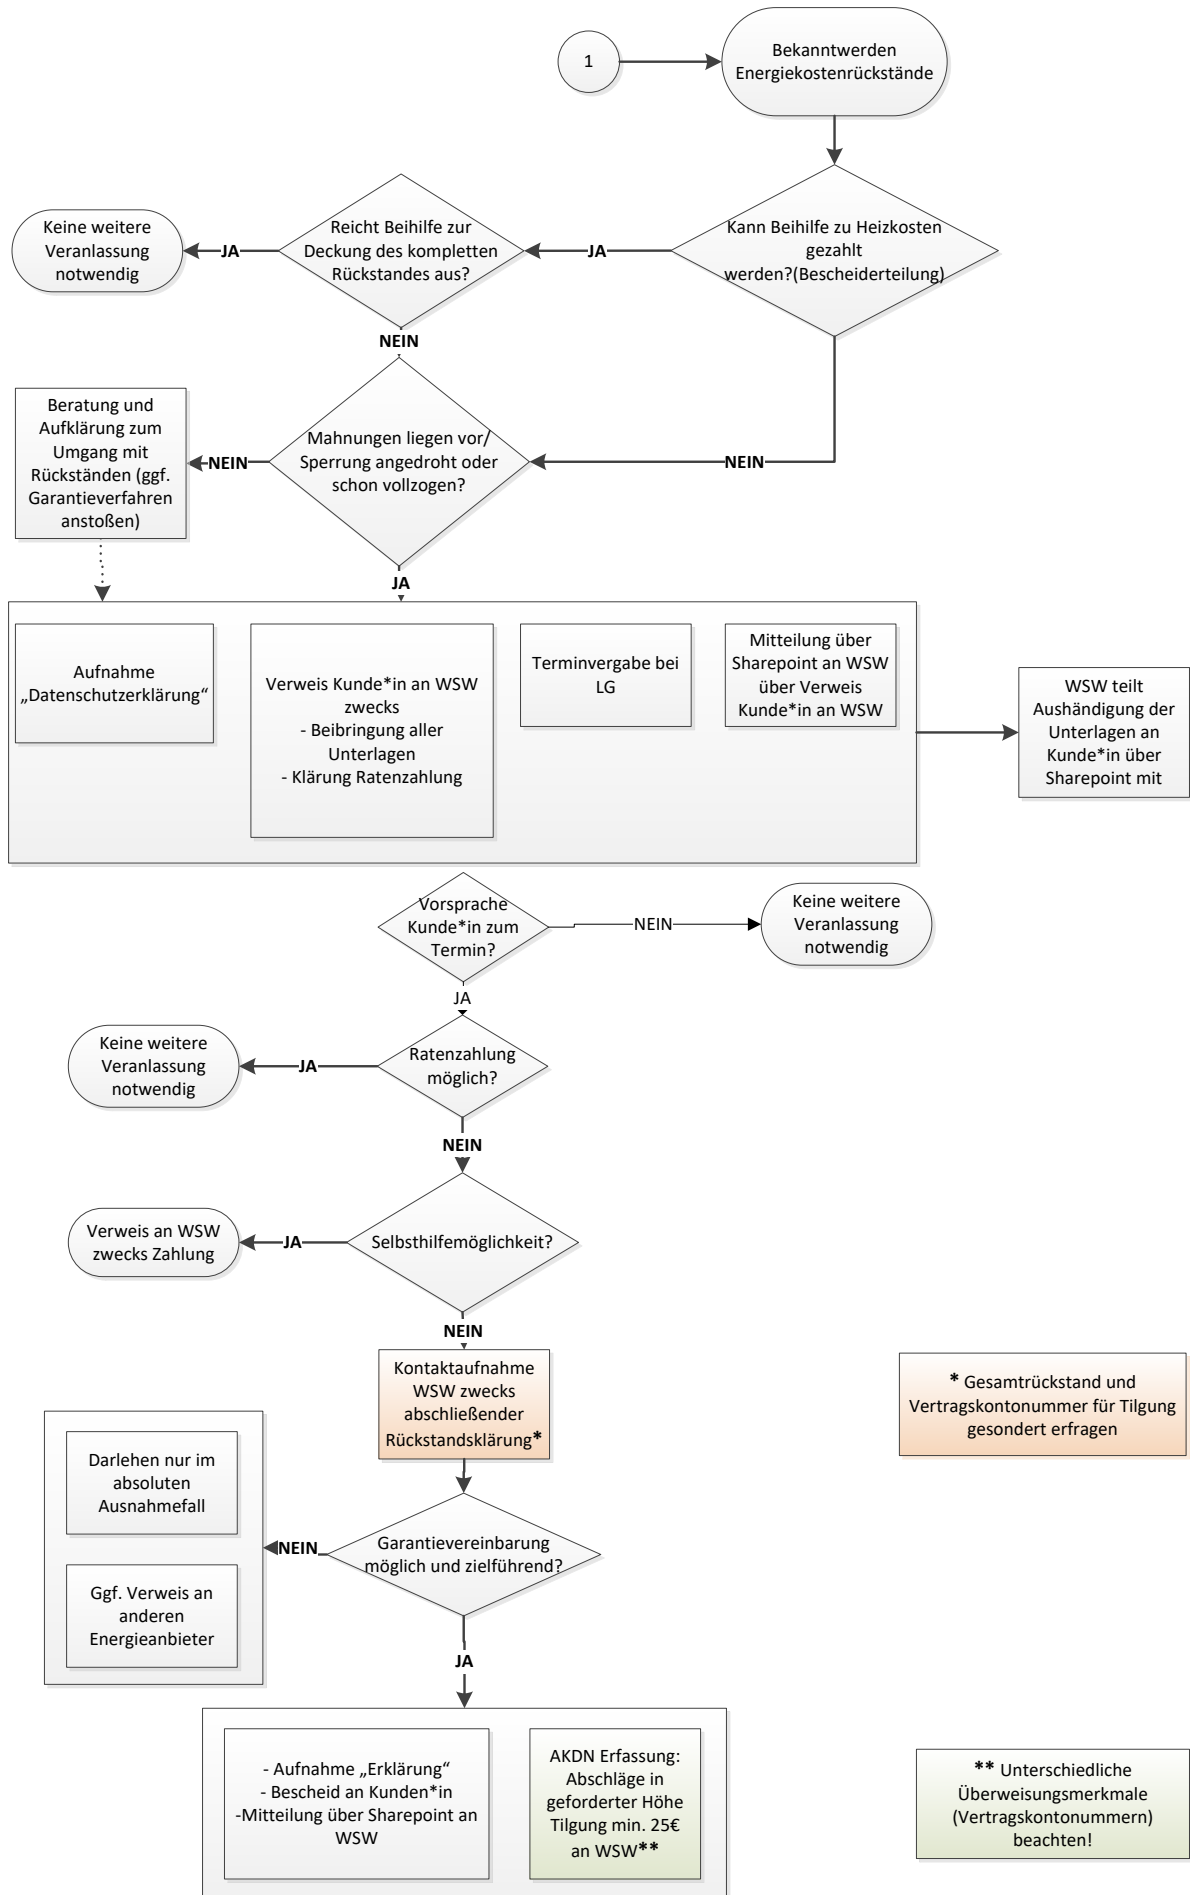 1
Bekanntwerden
Energiekostenrückstände
Kann Beihilfe zu Heizkosten
gezahlt
werden?(Bescheiderteilung)
JA
Reicht Beihilfe zur
Deckung des kompletten
Rückstandes aus?
JA
Keine weitere
Veranlassung
notwendig
NEIN
NEIN
Mahnungen liegen vor/
Sperrung angedroht oder
schon vollzogen?
NEIN
Beratung und
Aufklärung zum
Umgang mit
Rückständen (ggf.
Garantieverfahren
anstoßen)
JA
Aufnahme
„Datenschutzerklärung“
Verweis Kunde*in an WSW
zwecks
- Beibringung aller
Unterlagen
- Klärung Ratenzahlung
Terminvergabe bei
LG
Mitteilung über
Sharepoint an WSW
über Verweis
Kunde*in an WSW
WSW teilt
Aushändigung der
Unterlagen an
Kunde*in über
Sharepoint mit
Vorsprache
Kunde*in zum
Termin?
NEIN
Keine weitere
Veranlassung
notwendig
JA
Ratenzahlung
möglich?
JA
Keine weitere
Veranlassung
notwendig
NEIN
Selbsthilfemöglichkeit?
JA
Verweis an WSW
zwecks Zahlung
NEIN
Kontaktaufnahme
WSW zwecks
abschließender
Rückstandsklärung*
* Gesamtrückstand und
Vertragskontonummer für Tilgung
gesondert erfragen
Garantievereinbarung
möglich und zielführend?
NEIN
Darlehen nur im
absoluten
Ausnahmefall
Ggf. Verweis an
anderen
Energieanbieter
JA
- Aufnahme „Erklärung“
- Bescheid an Kunden*in
-Mitteilung über Sharepoint an
WSW
AKDN Erfassung:
Abschläge in
geforderter Höhe
Tilgung min. 25€
an WSW**
** Unterschiedliche
Überweisungsmerkmale
(Vertragskontonummern)
beachten!